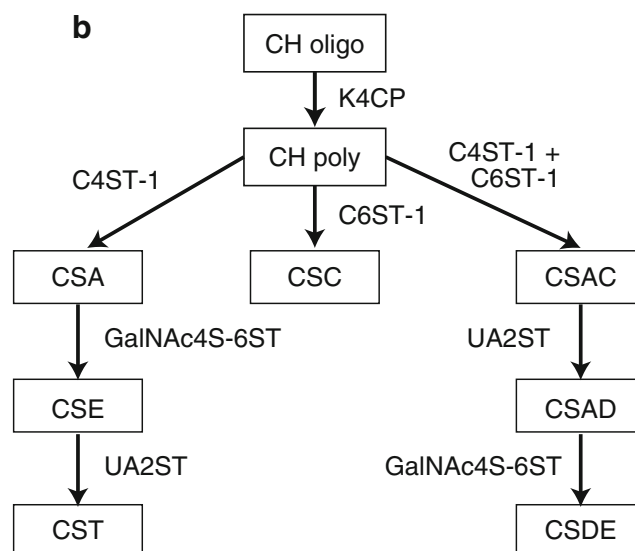 b
CH oligo
K4CP
CH poly
C4ST-1
C6ST-1
C4ST-1 +
C6ST-1
CSA
CSC
CSAC
GalNAc4S-6ST
UA2ST
CSE
CSAD
UA2ST
GalNAc4S-6ST
CST
CSDE